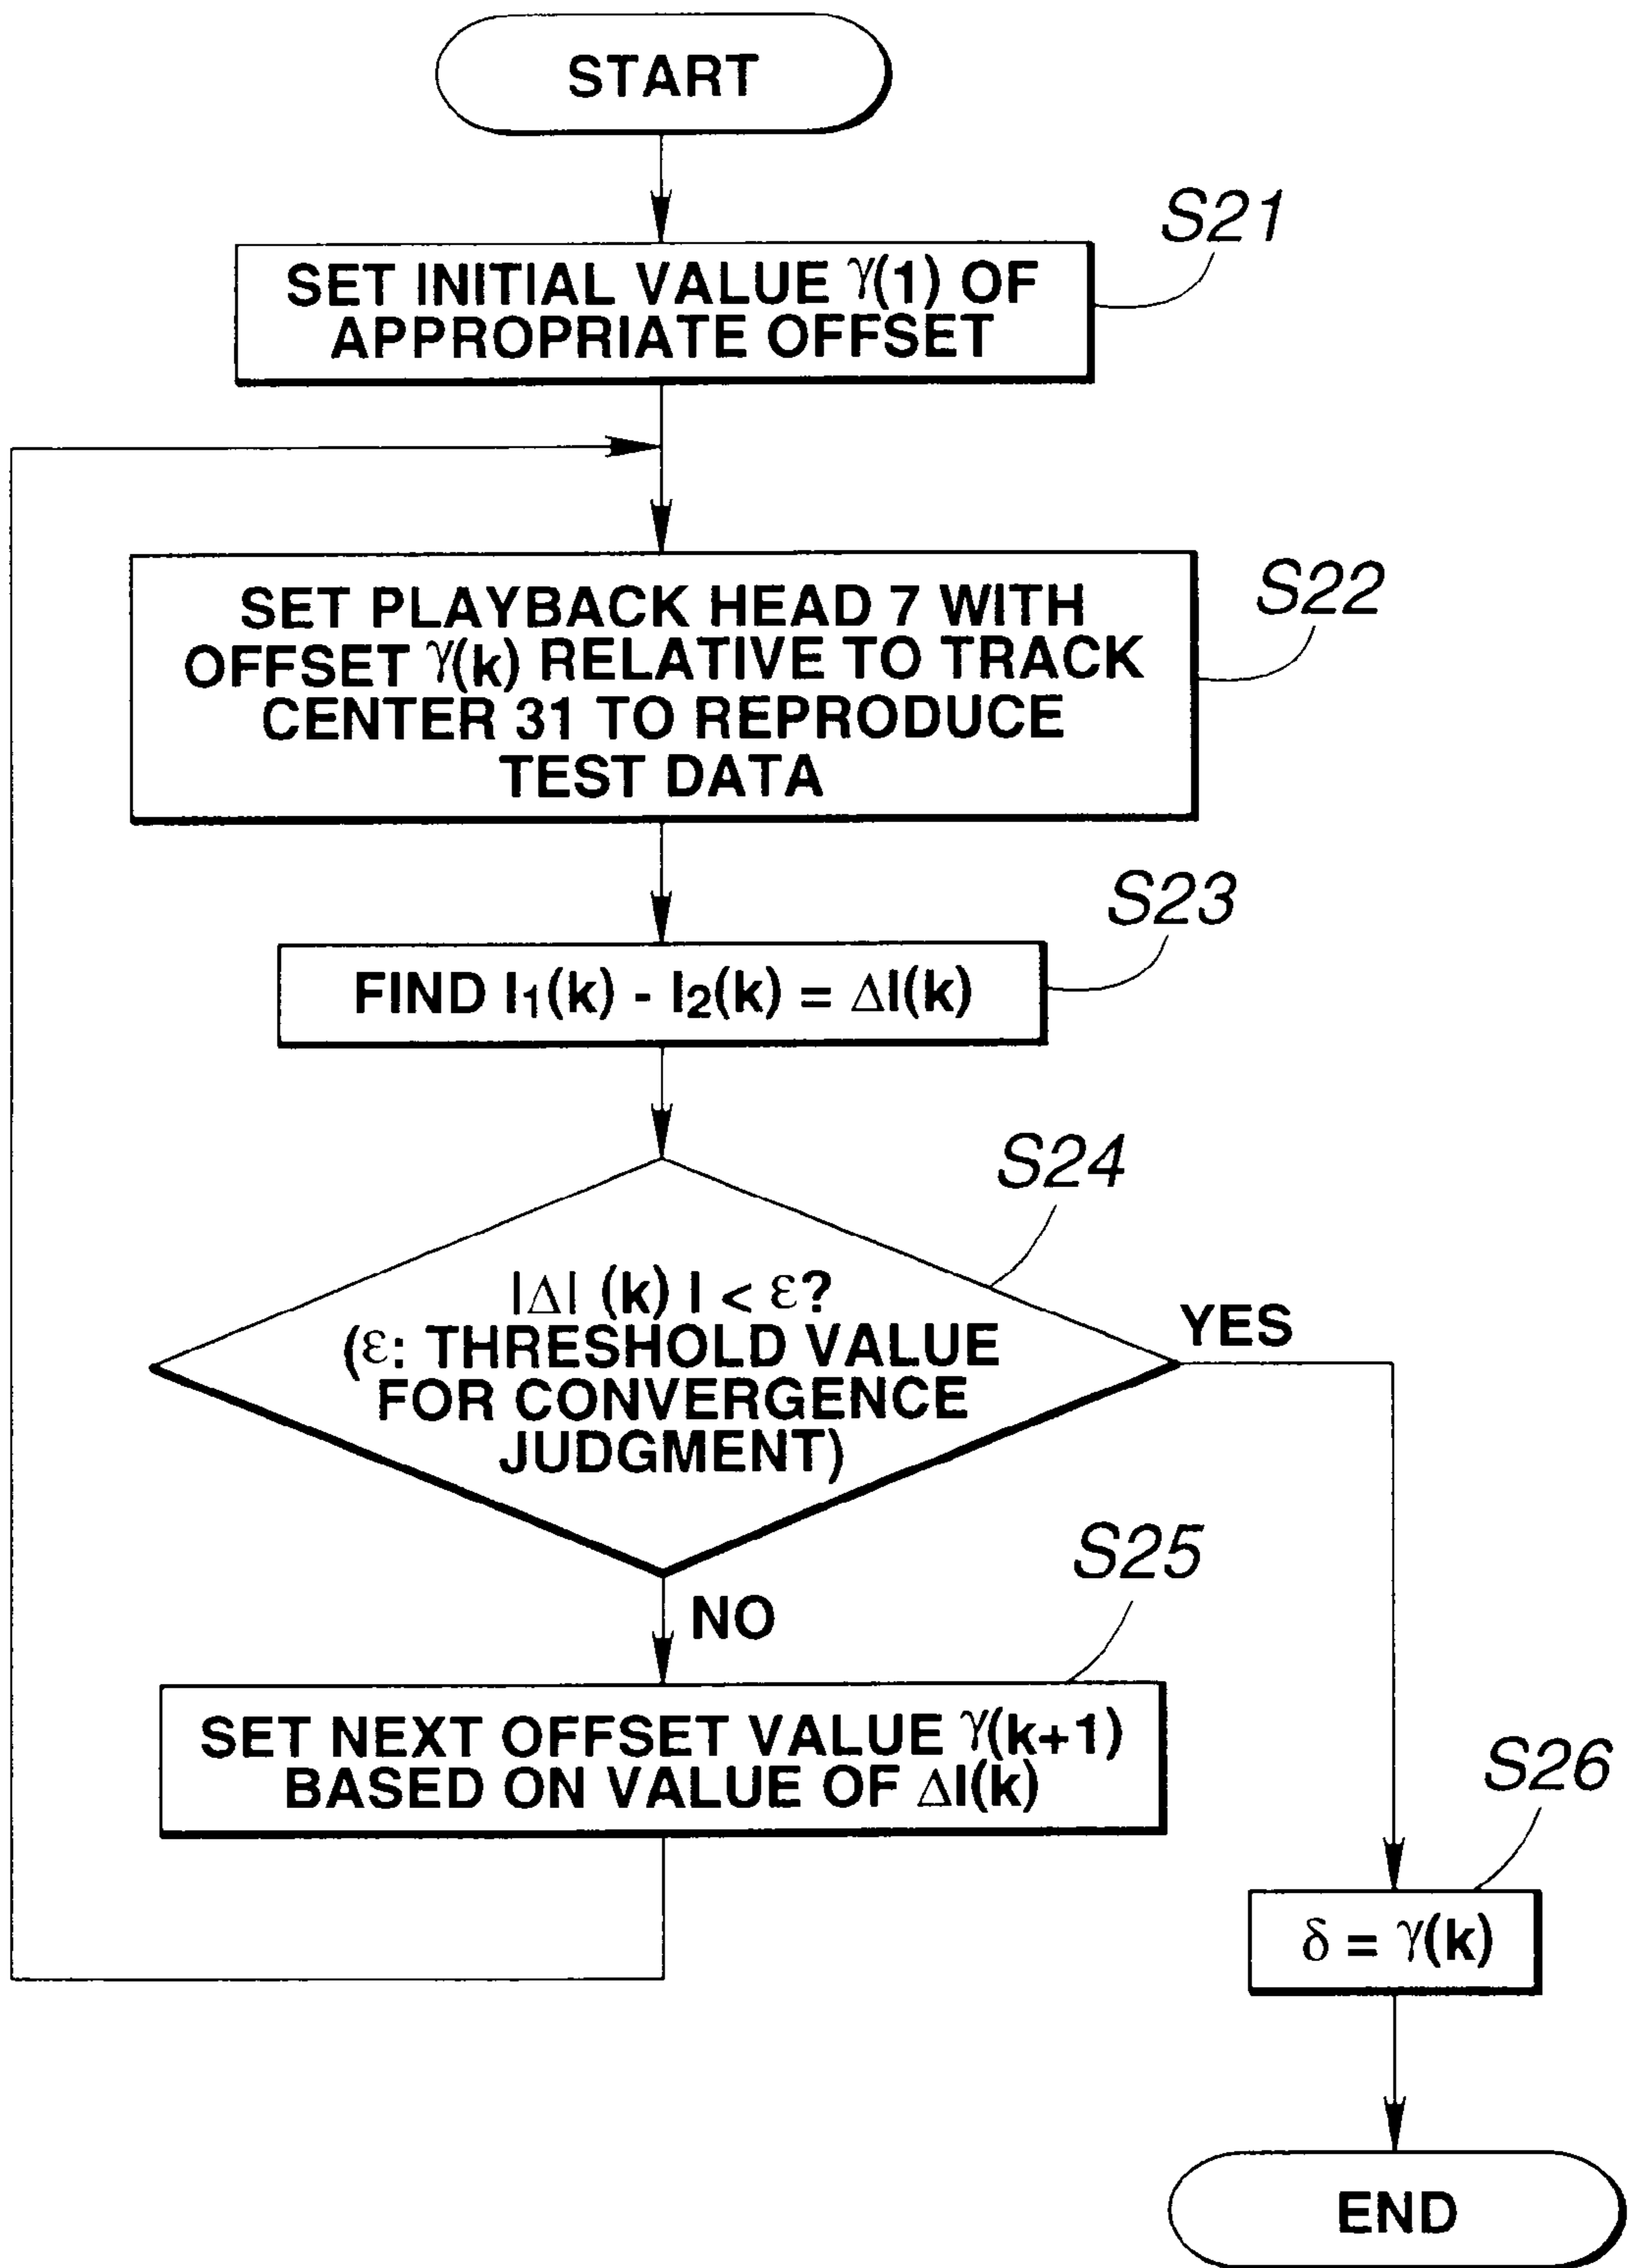 START
S21
SET INITIAL VALUE γ(1) OF
APPROPRIATE OFFSET
S22
SET PLAYBACK HEAD 7 WITH
OFFSET γ(k) RELATIVE TO TRACK
CENTER 31 TO REPRODUCE
TEST DATA
S23
FIND I₁(k) - I₂(k) = ΔI(k)
S24
|ΔI (k) | < ε?
(ε: THRESHOLD VALUE
FOR CONVERGENCE
JUDGMENT)
YES
NO
S25
SET NEXT OFFSET VALUE γ(k+1)
BASED ON VALUE OF ΔI(k)
S26
δ = γ(k)
END